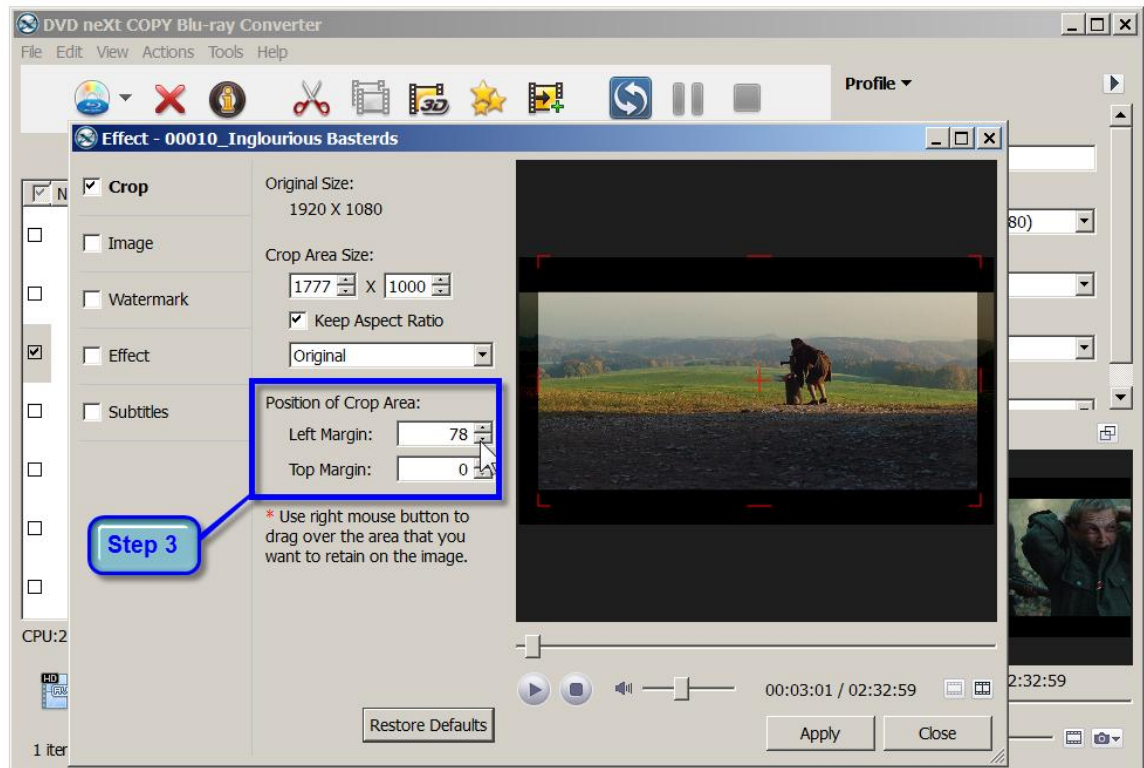 DVD neXt COPY Blu-ray Converter
File Edit View Actions Tools Help
3D
Profile
Effect - 00010_Inglourious Basterds
N
Crop
Image
Watermark
Effect
Subtitles
Original Size:
1920 X 1080
Crop Area Size:
1777 X 1000
Keep Aspect Ratio
Original
Position of Crop Area:
Left Margin: 78
Top Margin: 0
* Use right mouse button to
drag over the area that you
want to retain on the image.
Step 3
80)
CPU:2
HD
00:03:01 / 02:32:59
2:32:59
Restore Defaults
Apply
Close
1 iter